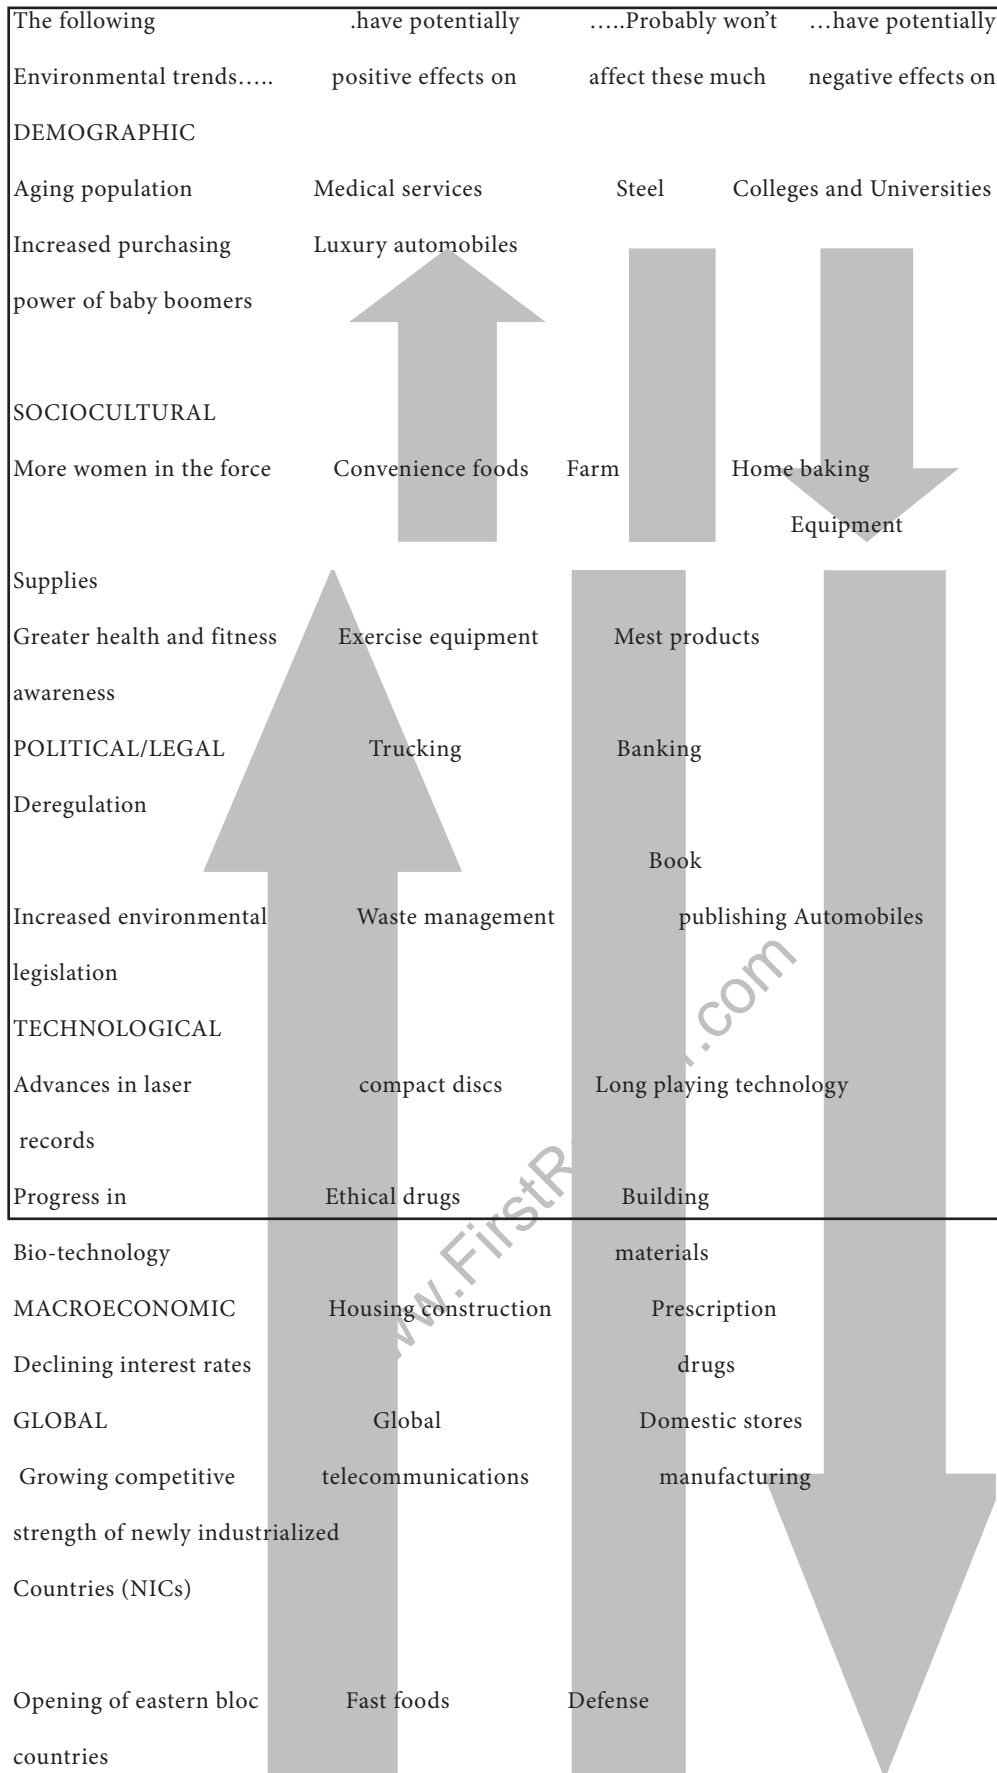 The following .have potentially …..Probably won’t …have potentially
Environmental trends….. positive effects on affect these much negative effects on
DEMOGRAPHIC
Aging population Medical services Steel Colleges and Universities
Increased purchasing Luxury automobiles
power of baby boomers
SOCIOCULTURAL
More women in the force Convenience foods Farm Home baking
Equipment
Supplies
Greater health and fitness Exercise equipment Mest products
awareness
POLITICAL/LEGAL Trucking Banking
Deregulation
Book
Increased environmental Waste management publishing Automobiles
legislation
TECHNOLOGICAL
Advances in laser compact discs Long playing technology
records
Progress in Ethical drugs Building
Bio-technology materials
MACROECONOMIC Housing construction Prescription
Declining interest rates drugs
GLOBAL Global Domestic stores
Growing competitive telecommunications manufacturing
strength of newly industrialized
Countries (NICs)
Opening of eastern bloc Fast foods Defense
countries